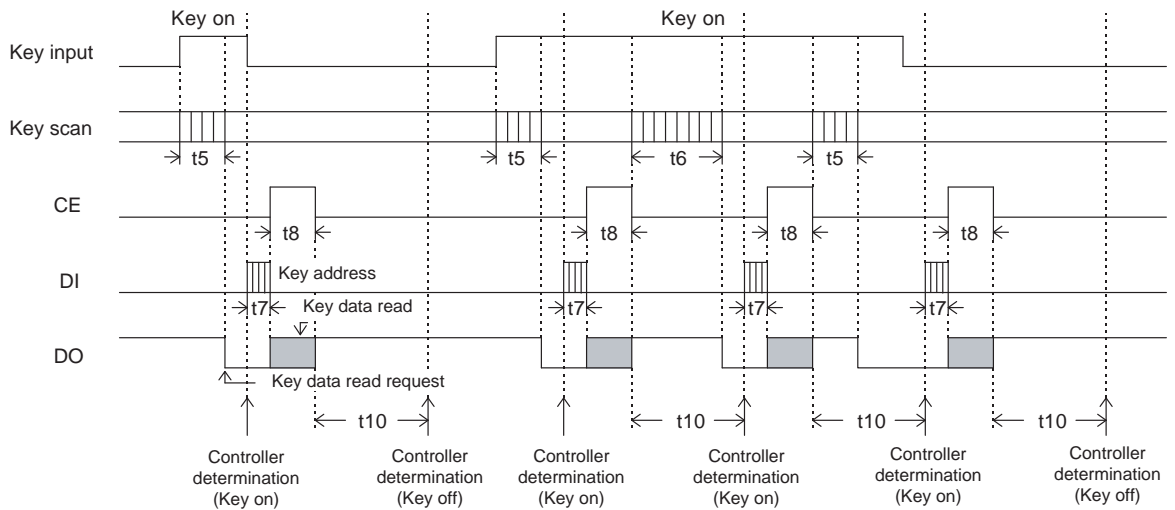 Key on
Key on
Key input
Key scan
t5
t5
t6
t5
CE
t8
t8
t8
t8
DI
Key address
t7
t7
t7
t7
Key data read
DO
Key data read request
t10
t10
t10
t10
Controller
determination
(Key on)
Controller
determination
(Key off)
Controller
determination
(Key on)
Controller
determination
(Key on)
Controller
determination
(Key on)
Controller
determination
(Key off)